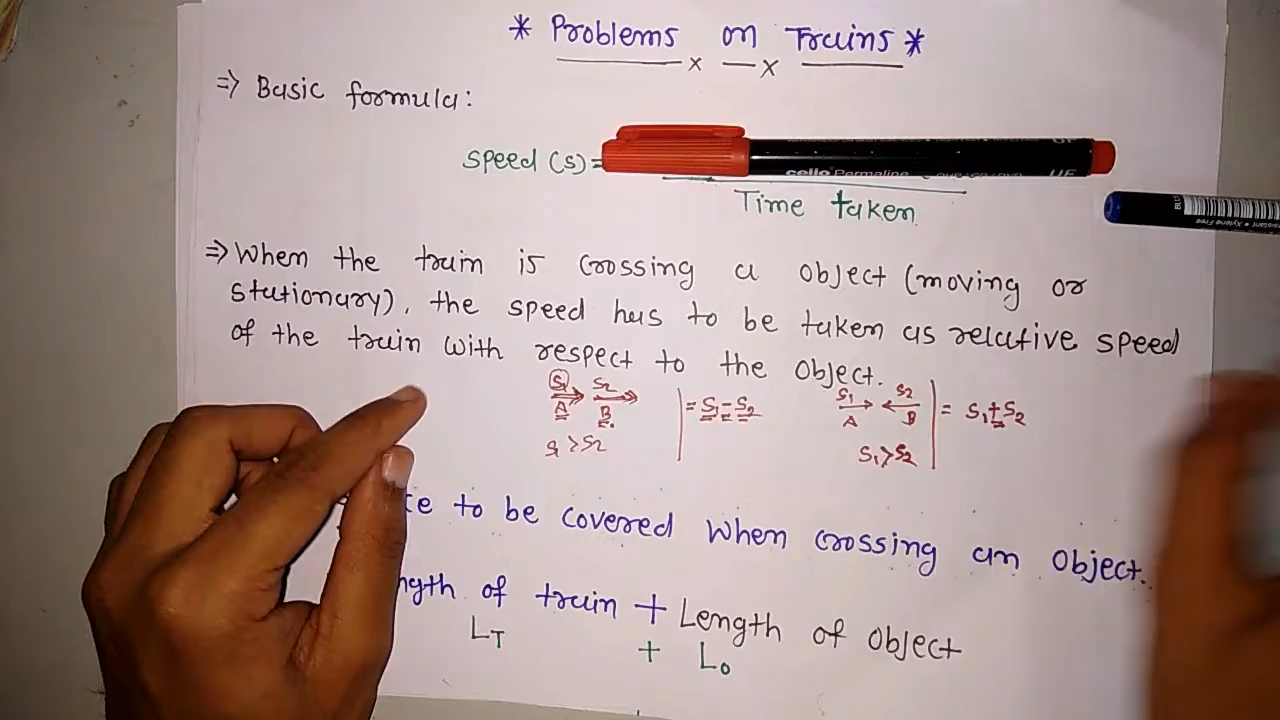 * Problems on Trains *
⇒ Basic formula:
Speed (s) =
cello Permaline
UF
Time taken
⇒ When the train is crossing a object (moving or
stationary), the speed has to be taken as relative speed
of the train with respect to the object.
S1 S2 = S1 - S2 S1 S2 = S1 + S2
A B A B
S1 > S2 S1 > S2
to be covered when crossing an object.
of train + Length of object
LT + Lo